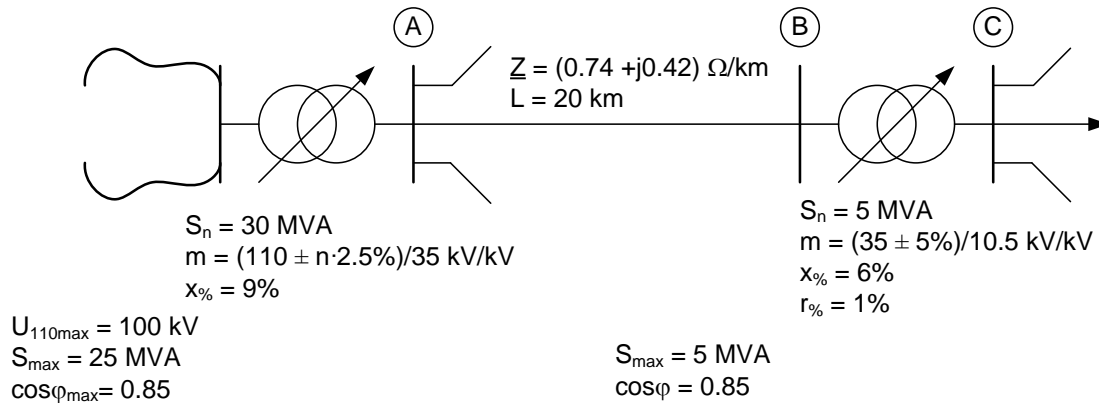 A
B
C
Z = (0.74 +j0.42) Ω/km
L = 20 km
Sn = 30 MVA
m = (110 ± n·2.5%)/35 kV/kV
x% = 9%
Sn = 5 MVA
m = (35 ± 5%)/10.5 kV/kV
x% = 6%
r% = 1%
U110max = 100 kV
Smax = 25 MVA
cosφmax= 0.85
Smax = 5 MVA
cosφ = 0.85